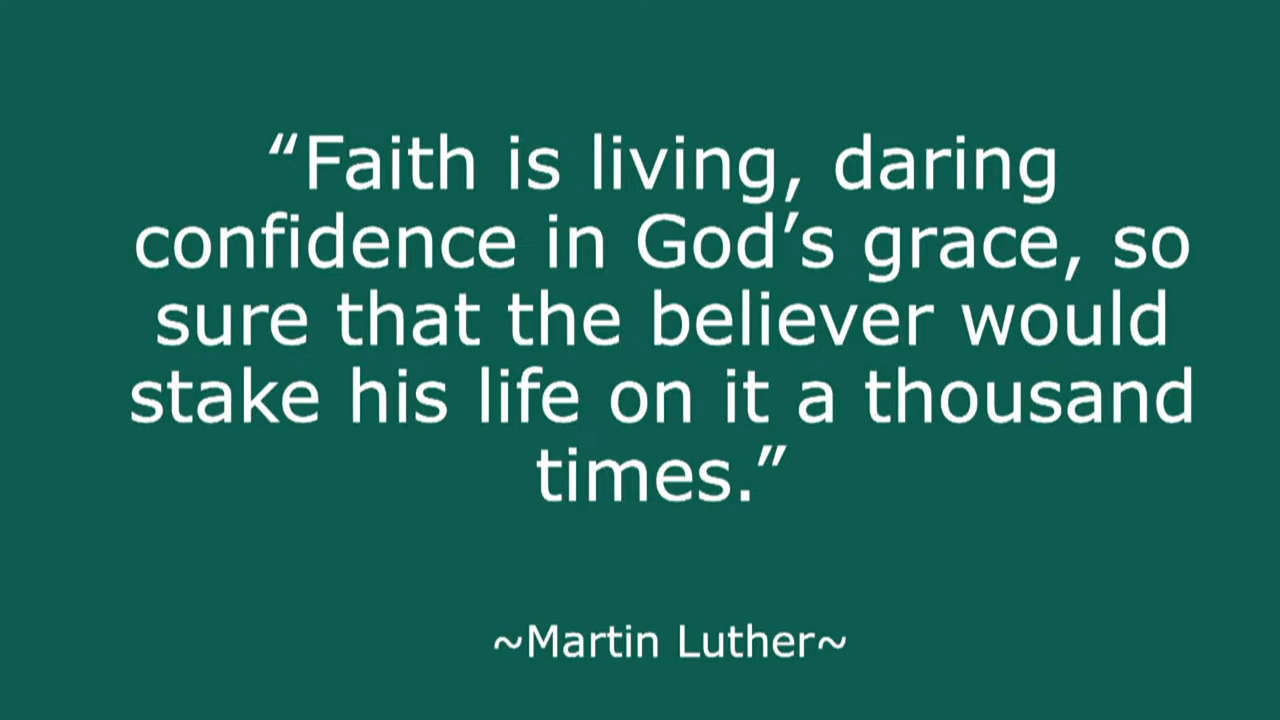 “Faith is living, daring
confidence in God’s grace, so
sure that the believer would
stake his life on it a thousand
times.”
~Martin Luther~